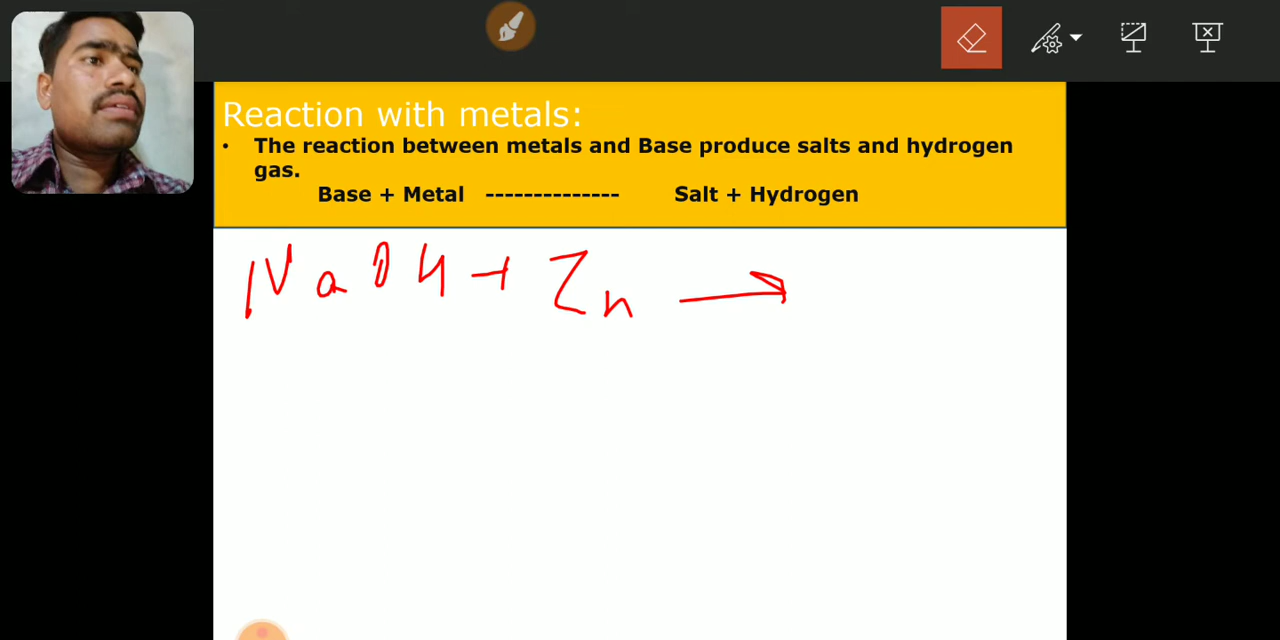 Reaction with metals:
• The reaction between metals and Base produce salts and hydrogen
gas.
Base + Metal -------------- Salt + Hydrogen
NaOH + Zn →